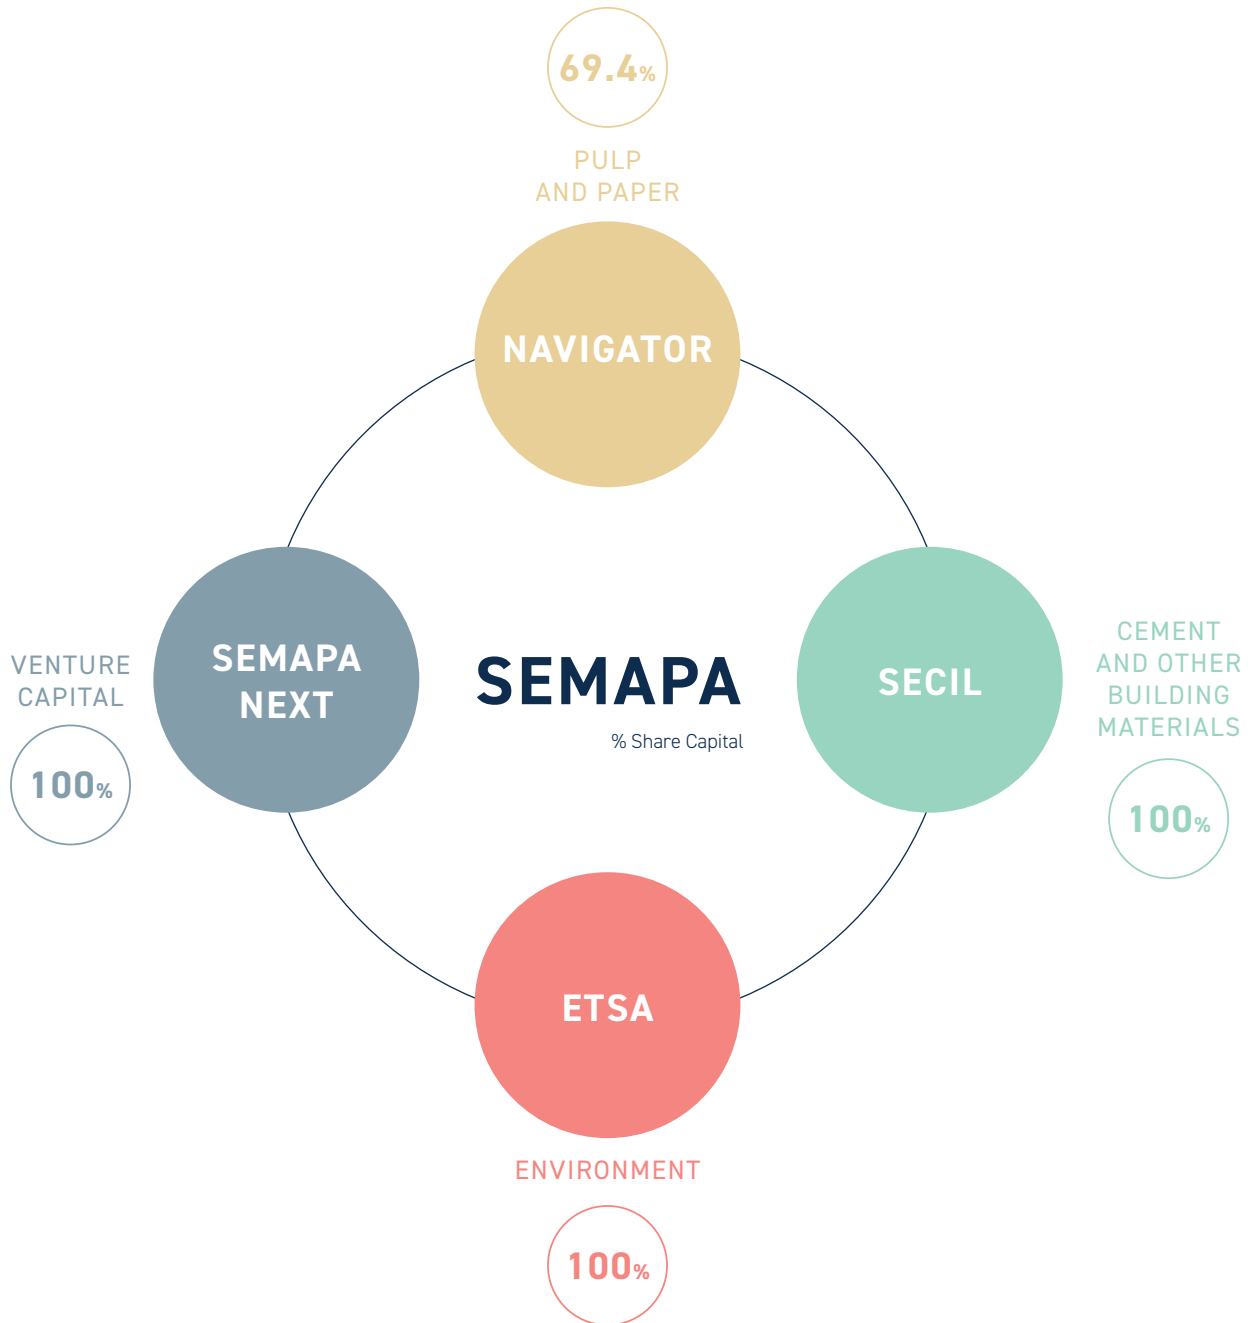 69.4%
PULP
AND PAPER
NAVIGATOR
VENTURE
CAPITAL
100%
SEMAPA
NEXT
SEMAPA
% Share Capital
SECIL
CEMENT
AND OTHER
BUILDING
MATERIALS
100%
ETSA
ENVIRONMENT
100%